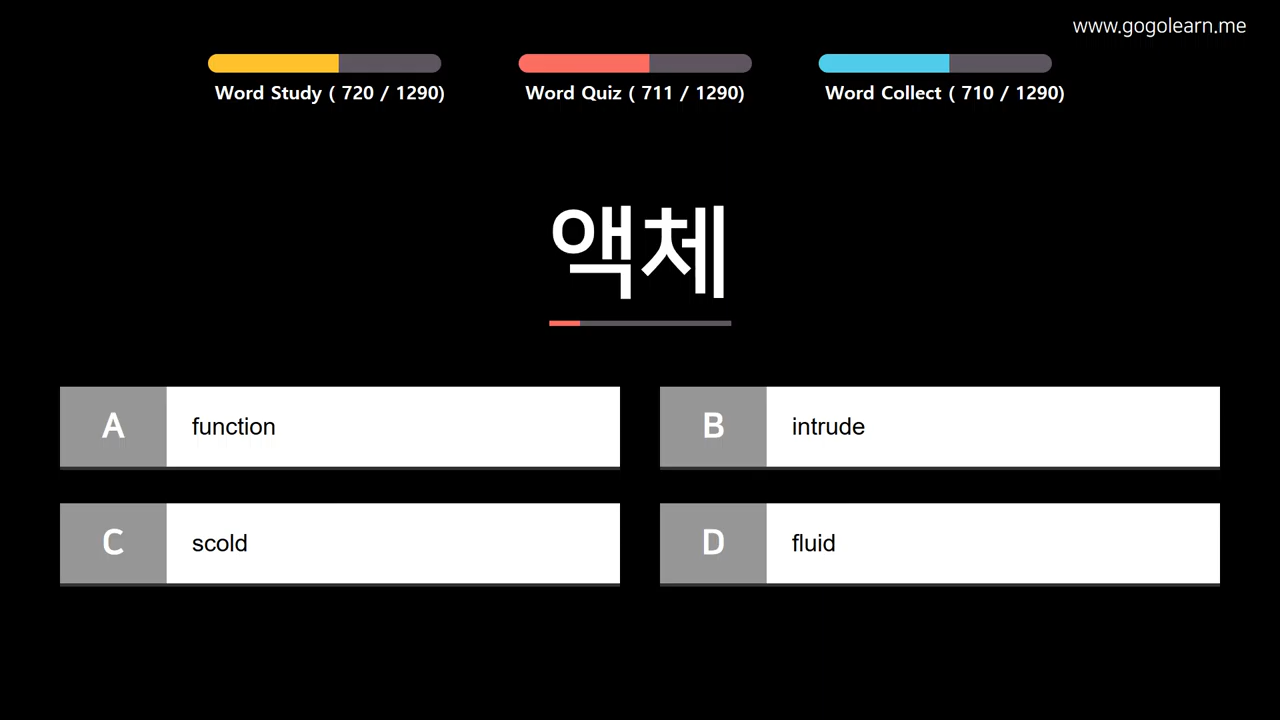 www.gogolearn.me
Word Study ( 720 / 1290)
Word Quiz ( 711 / 1290)
Word Collect ( 710 / 1290)
액체
A function
B intrude
C scold
D fluid